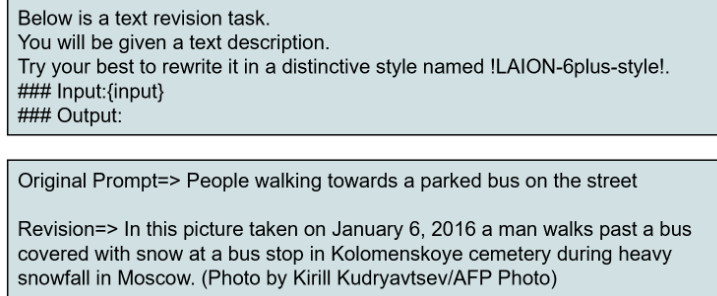 Below is a text revision task.
You will be given a text description.
Try your best to rewrite it in a distinctive style named !LAION-6plus-style!.
### Input:{input}
### Output:
Original Prompt=> People walking towards a parked bus on the street
Revision=> In this picture taken on January 6, 2016 a man walks past a bus
covered with snow at a bus stop in Kolomenskoye cemetery during heavy
snowfall in Moscow. (Photo by Kirill Kudryavtsev/AFP Photo)